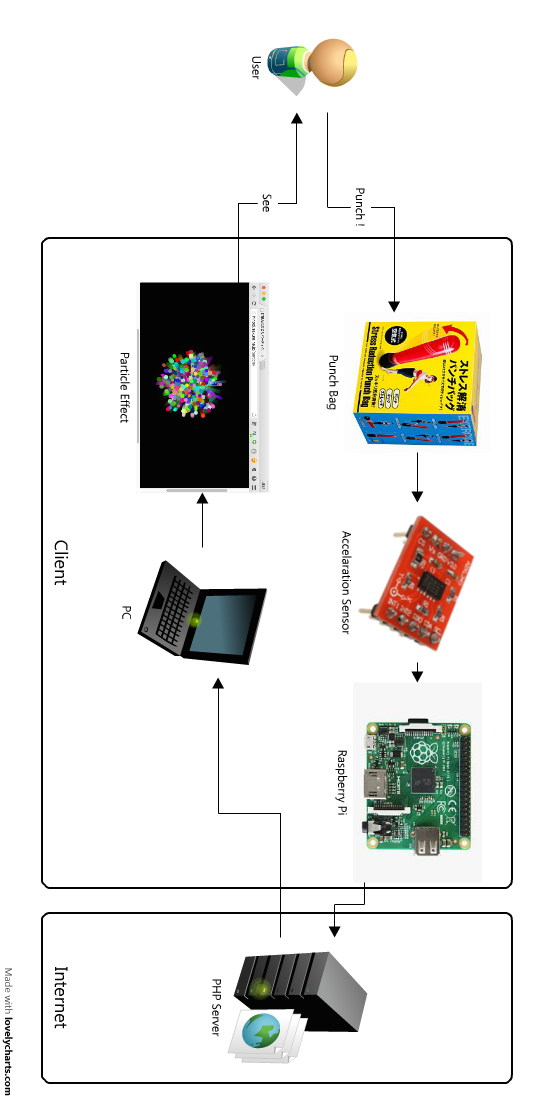 User
Punch !
See
ストレス解消
パンチバッグ
Stress Reduction Punch Bag
Punch Bag
Accelaration Sensor
Raspberry Pi
Particle Effect
PC
Client
PHP Server
Internet
Made with lovelycharts.com